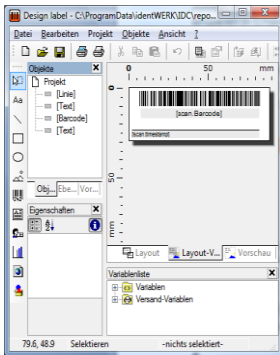 Design label - C:\ProgramData\identWERK\IDC\repo...
Datei Bearbeiten Projekt Objekte Ansicht ?
Objekte
Projekt
[Linie]
[Text]
[Barcode]
[Text]
Obj... Ebe... Vor...
Eigenschaften
0 50 mm
0
[scan.Barcode]
[scan.timestamp]
50
mm
Layout Layout-V... Vorschau
Variablenliste
Variablen
Versand-Variablen
79.6, 48.9 Selektieren -nichts selektiert-